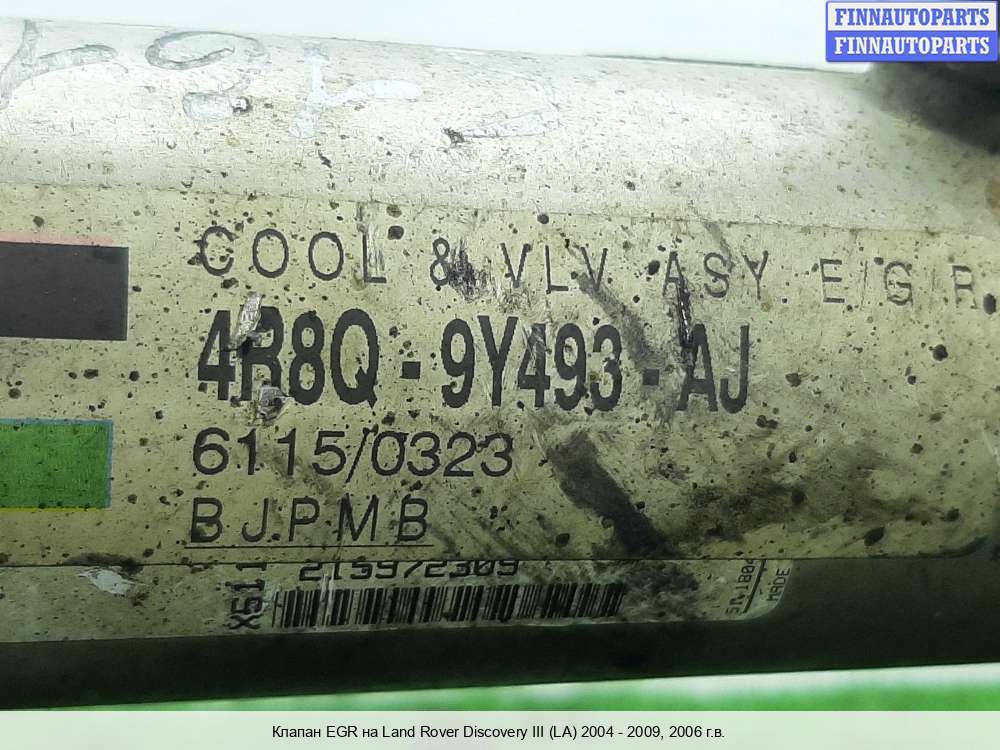 FINNAUTOPARTS
FINNAUTOPARTS
COOL & VLV ASY E/G/R
4R8Q - 9Y493 - AJ
6115/0323
BJPMB
X511
215972309
MADE
Клапан EGR на Land Rover Discovery III (LA) 2004 - 2009, 2006 г.в.